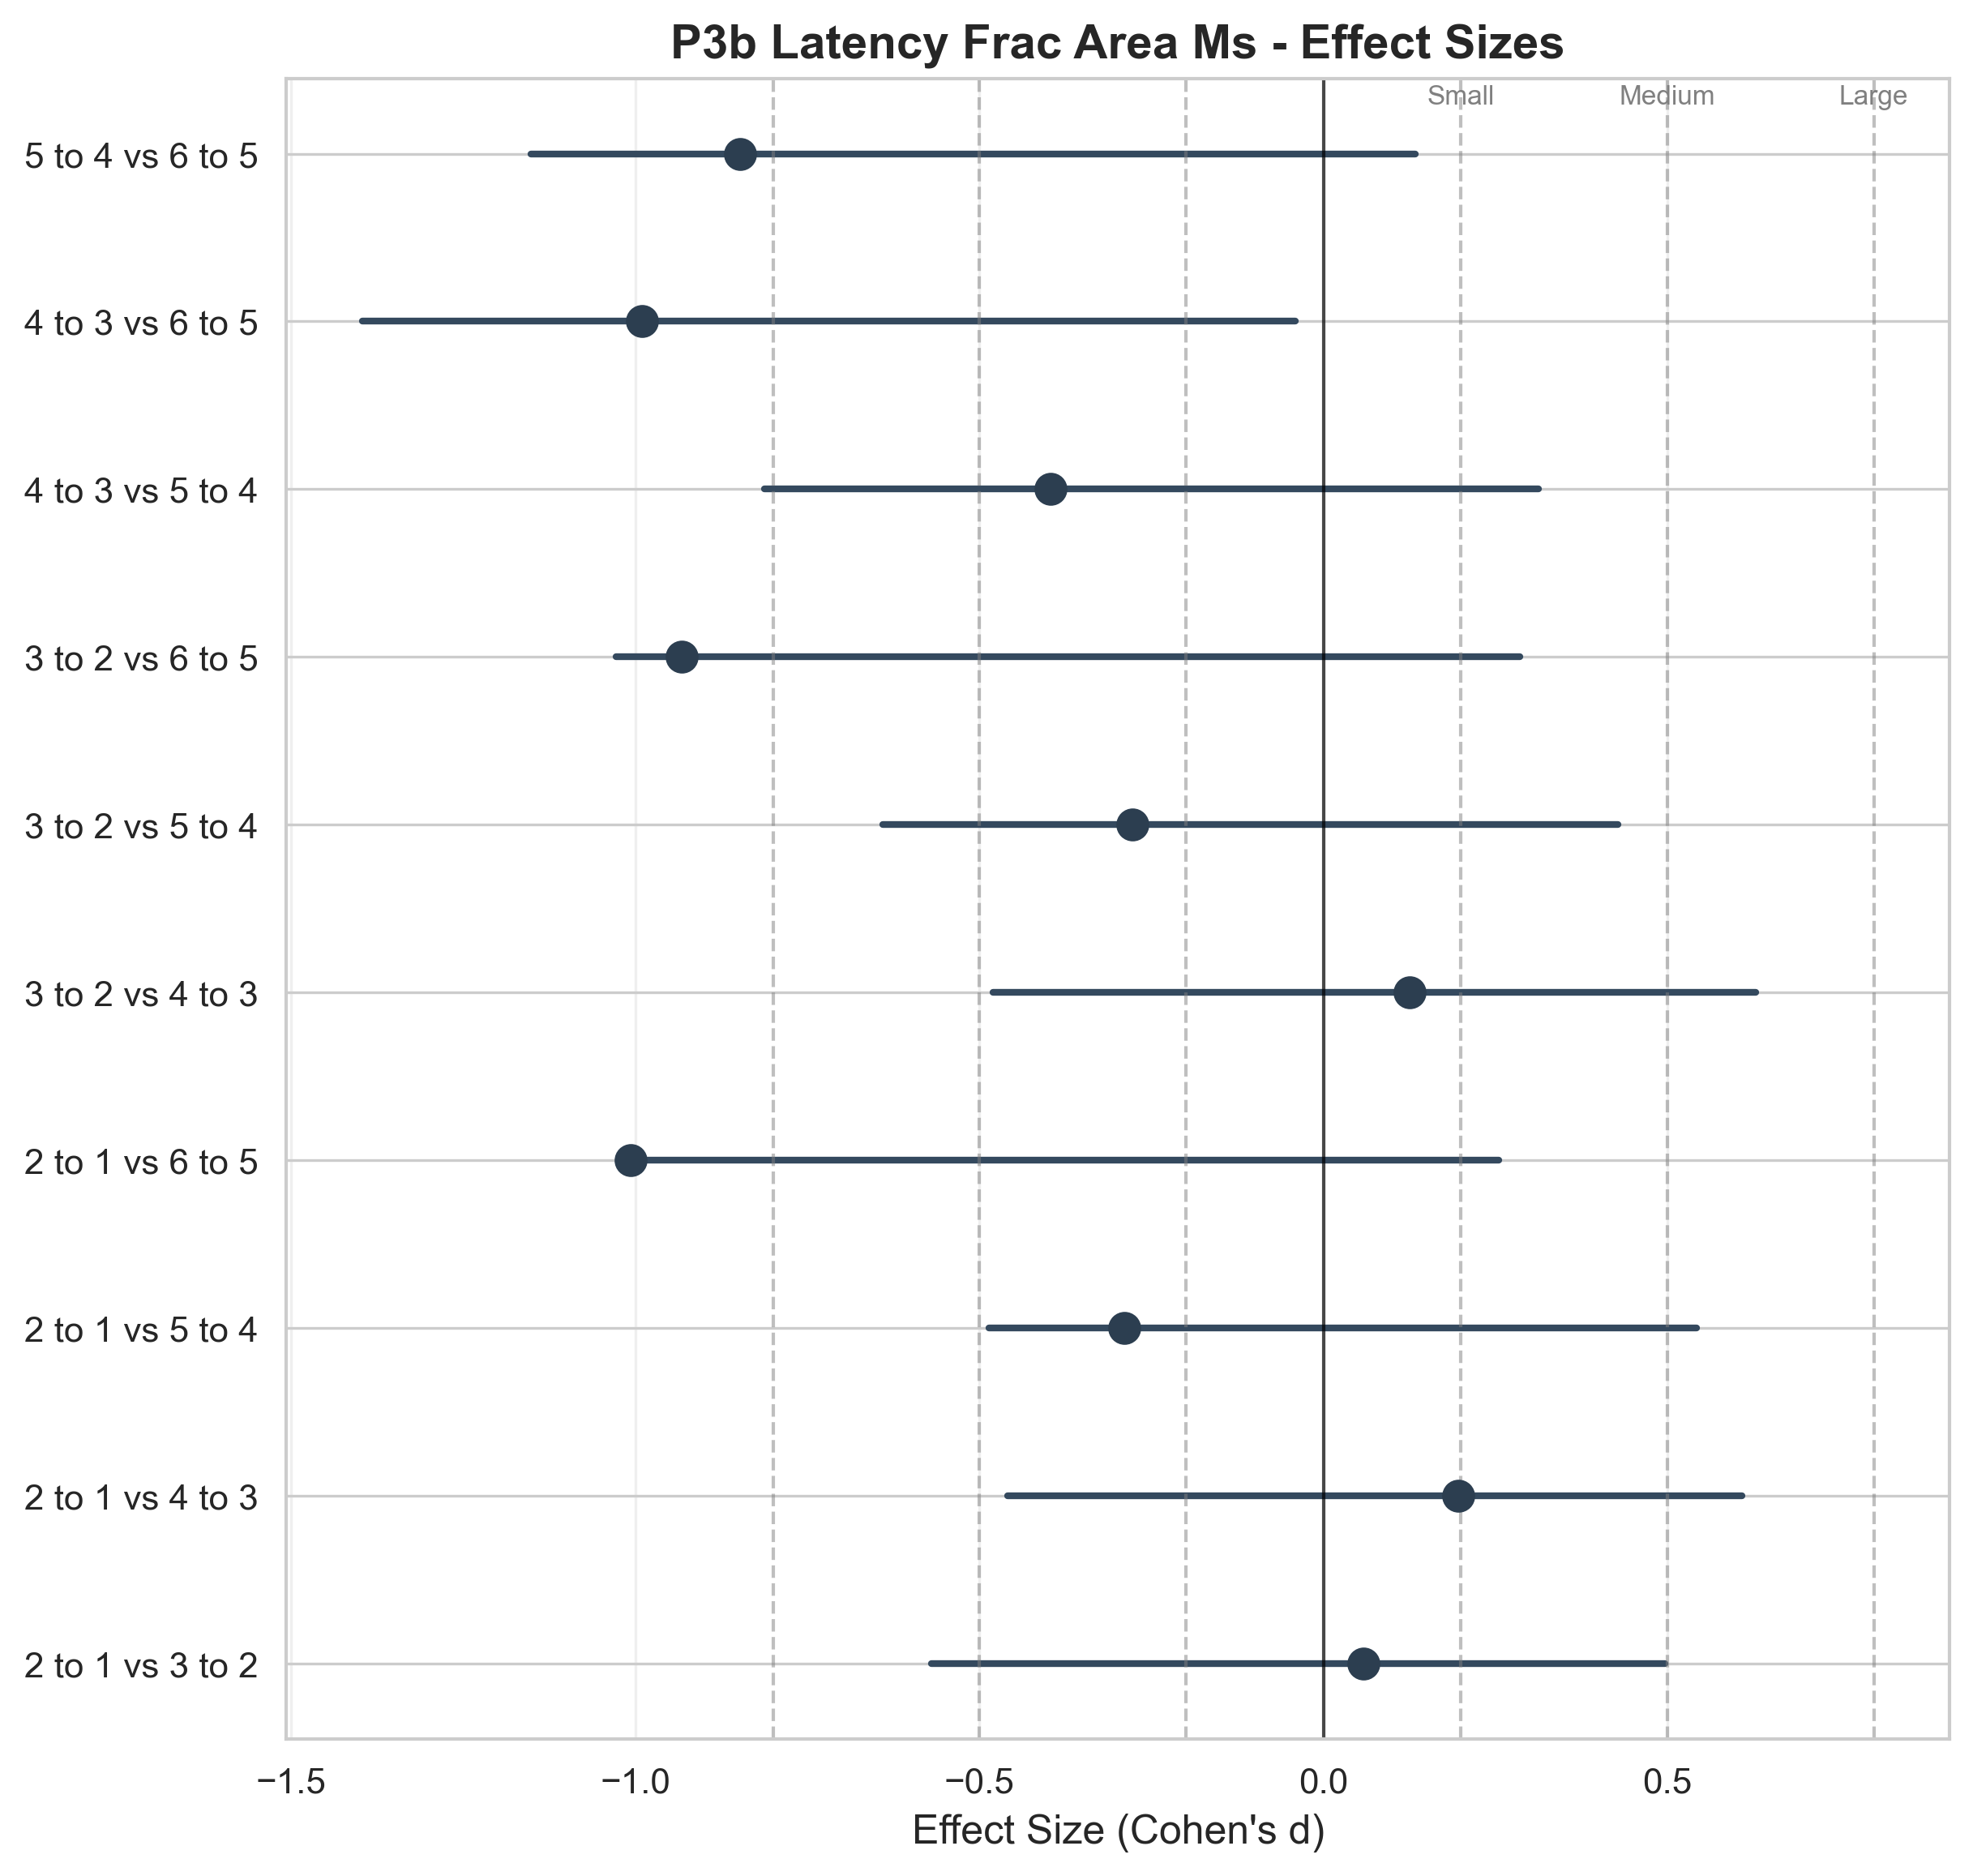 P3b Latency Frac Area Ms - Effect Sizes
Small Medium Large
5 to 4 vs 6 to 5
4 to 3 vs 6 to 5
4 to 3 vs 5 to 4
3 to 2 vs 6 to 5
3 to 2 vs 5 to 4
3 to 2 vs 4 to 3
2 to 1 vs 6 to 5
2 to 1 vs 5 to 4
2 to 1 vs 4 to 3
2 to 1 vs 3 to 2
−1.5 −1.0 −0.5 0.0 0.5
Effect Size (Cohen's d)